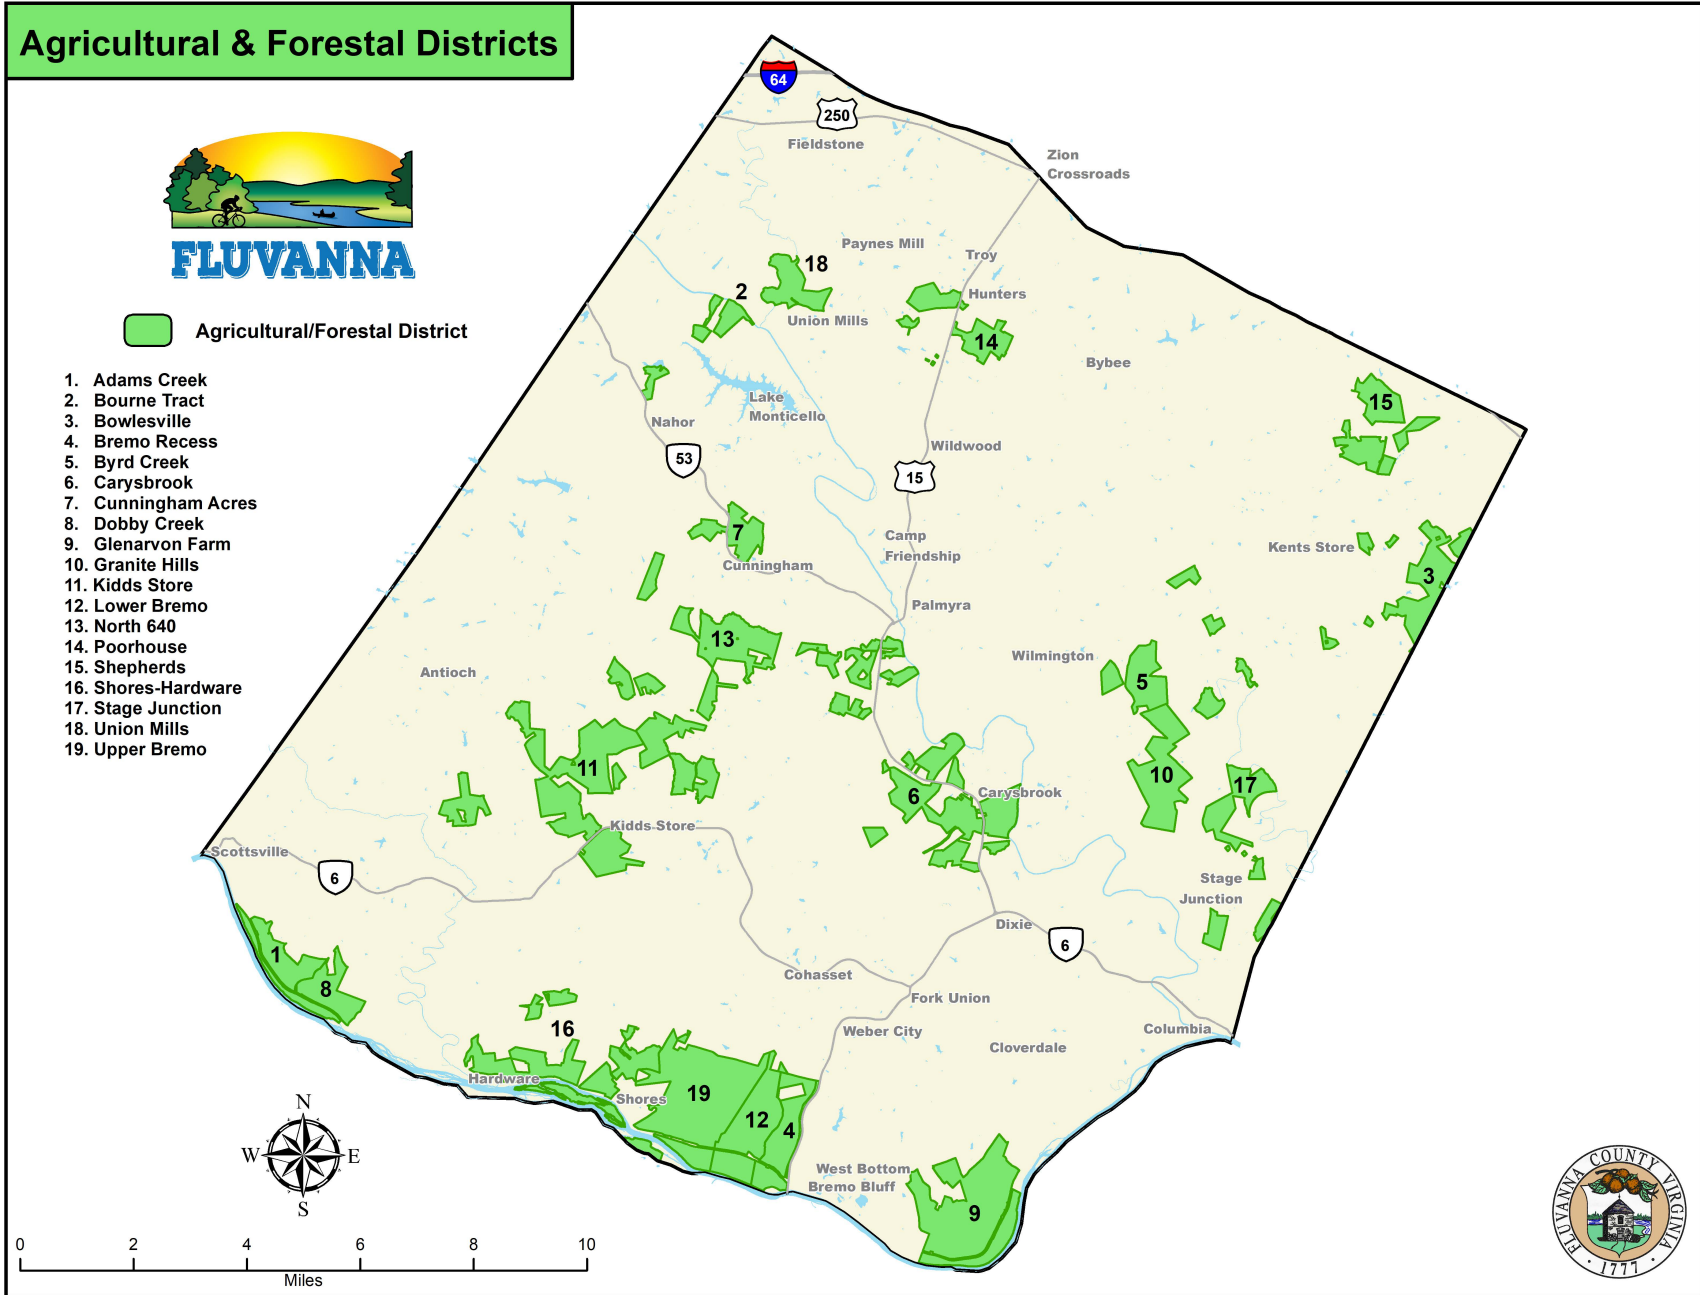 Agricultural & Forestal Districts
64
250
Fieldstone
Zion
Crossroads
FLUVANNA
Paynes Mill
Troy
18
2
Hunters
Union Mills
Agricultural/Forestal District
14
Bybee
1. Adams Creek
2. Bourne Tract
3. Bowlesville
4. Bremo Recess
5. Byrd Creek
6. Carysbrook
7. Cunningham Acres
8. Dobby Creek
9. Glenarvon Farm
10. Granite Hills
11. Kidds Store
12. Lower Bremo
13. North 640
14. Poorhouse
15. Shepherds
16. Shores-Hardware
17. Stage Junction
18. Union Mills
19. Upper Bremo
Lake
Monticello
15
Nahor
Wildwood
53
15
7
Camp
Friendship
Kents Store
Cunningham
3
Palmyra
13
Wilmington
Antioch
5
11
10
17
6
Carysbrook
Kidds Store
Scottsville
6
Stage
Junction
Dixie
6
1
8
Cohasset
Fork Union
16
Weber City
Columbia
Cloverdale
Hardware
Shores
19
12
4
West Bottom
Bremo Bluff
9
N
W
E
S
0 2 4 6 8 10
Miles
FLUVANNA COUNTY VIRGINIA
· 1777 ·